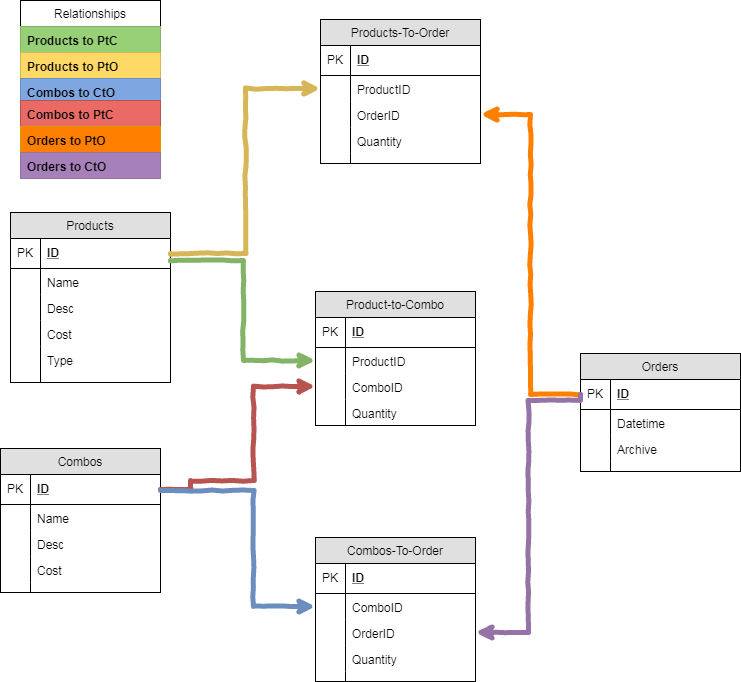 Relationships
Products to PtC
Products to PtO
Combos to CtO
Combos to PtC
Orders to PtO
Orders to CtO
Products-To-Order
PK ID
ProductID
OrderID
Quantity
Products
PK ID
Name
Desc
Cost
Type
Product-to-Combo
PK ID
ProductID
ComboID
Quantity
Orders
PK ID
Datetime
Archive
Combos
PK ID
Name
Desc
Cost
Combos-To-Order
PK ID
ComboID
OrderID
Quantity